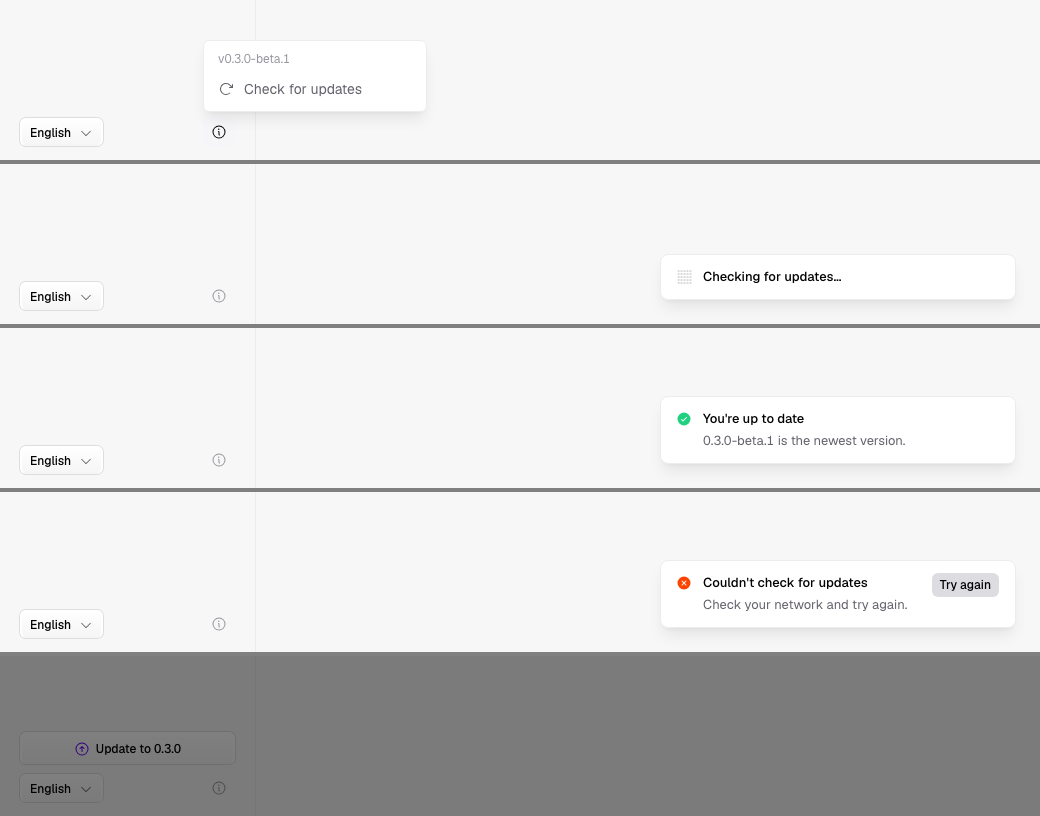 v0.3.0-beta.1
Check for updates
English
Checking for updates…
English
You're up to date
0.3.0-beta.1 is the newest version.
English
Couldn't check for updates
Try again
Check your network and try again.
English
Update to 0.3.0
English